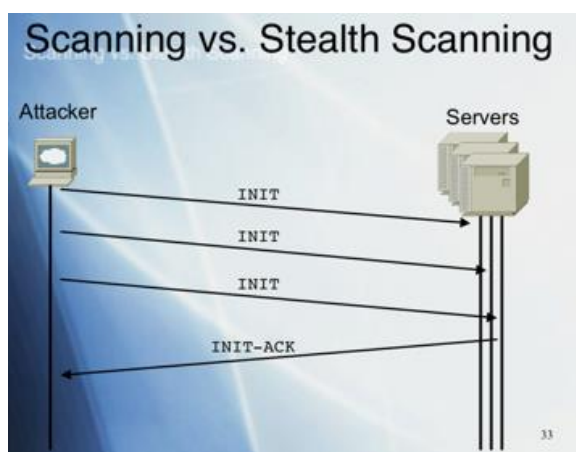 Scanning vs. Stealth Scanning
Attacker
Servers
INIT
INIT
INIT
INIT-ACK
33